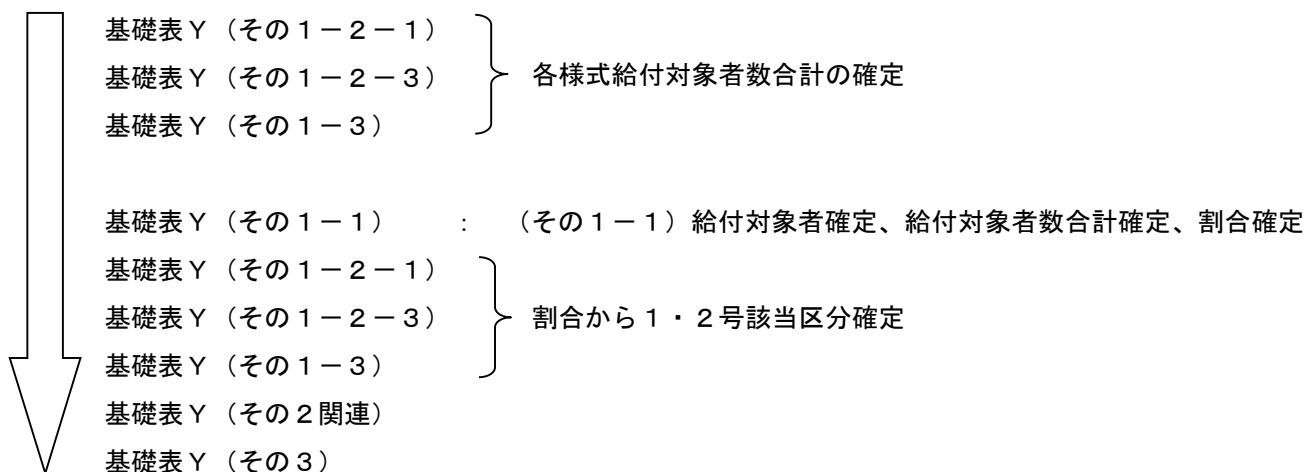 基礎表Y（その１－２－１）
基礎表Y（その１－２－３）
各様式給付対象者数合計の確定
基礎表Y（その１－３）
基礎表Y（その１－１）　：　（その１－１）給付対象者確定、給付対象者数合計確定、割合確定
基礎表Y（その１－２－１）
基礎表Y（その１－２－３）
割合から１・２号該当区分確定
基礎表Y（その１－３）
基礎表Y（その２関連）
基礎表Y（その３）